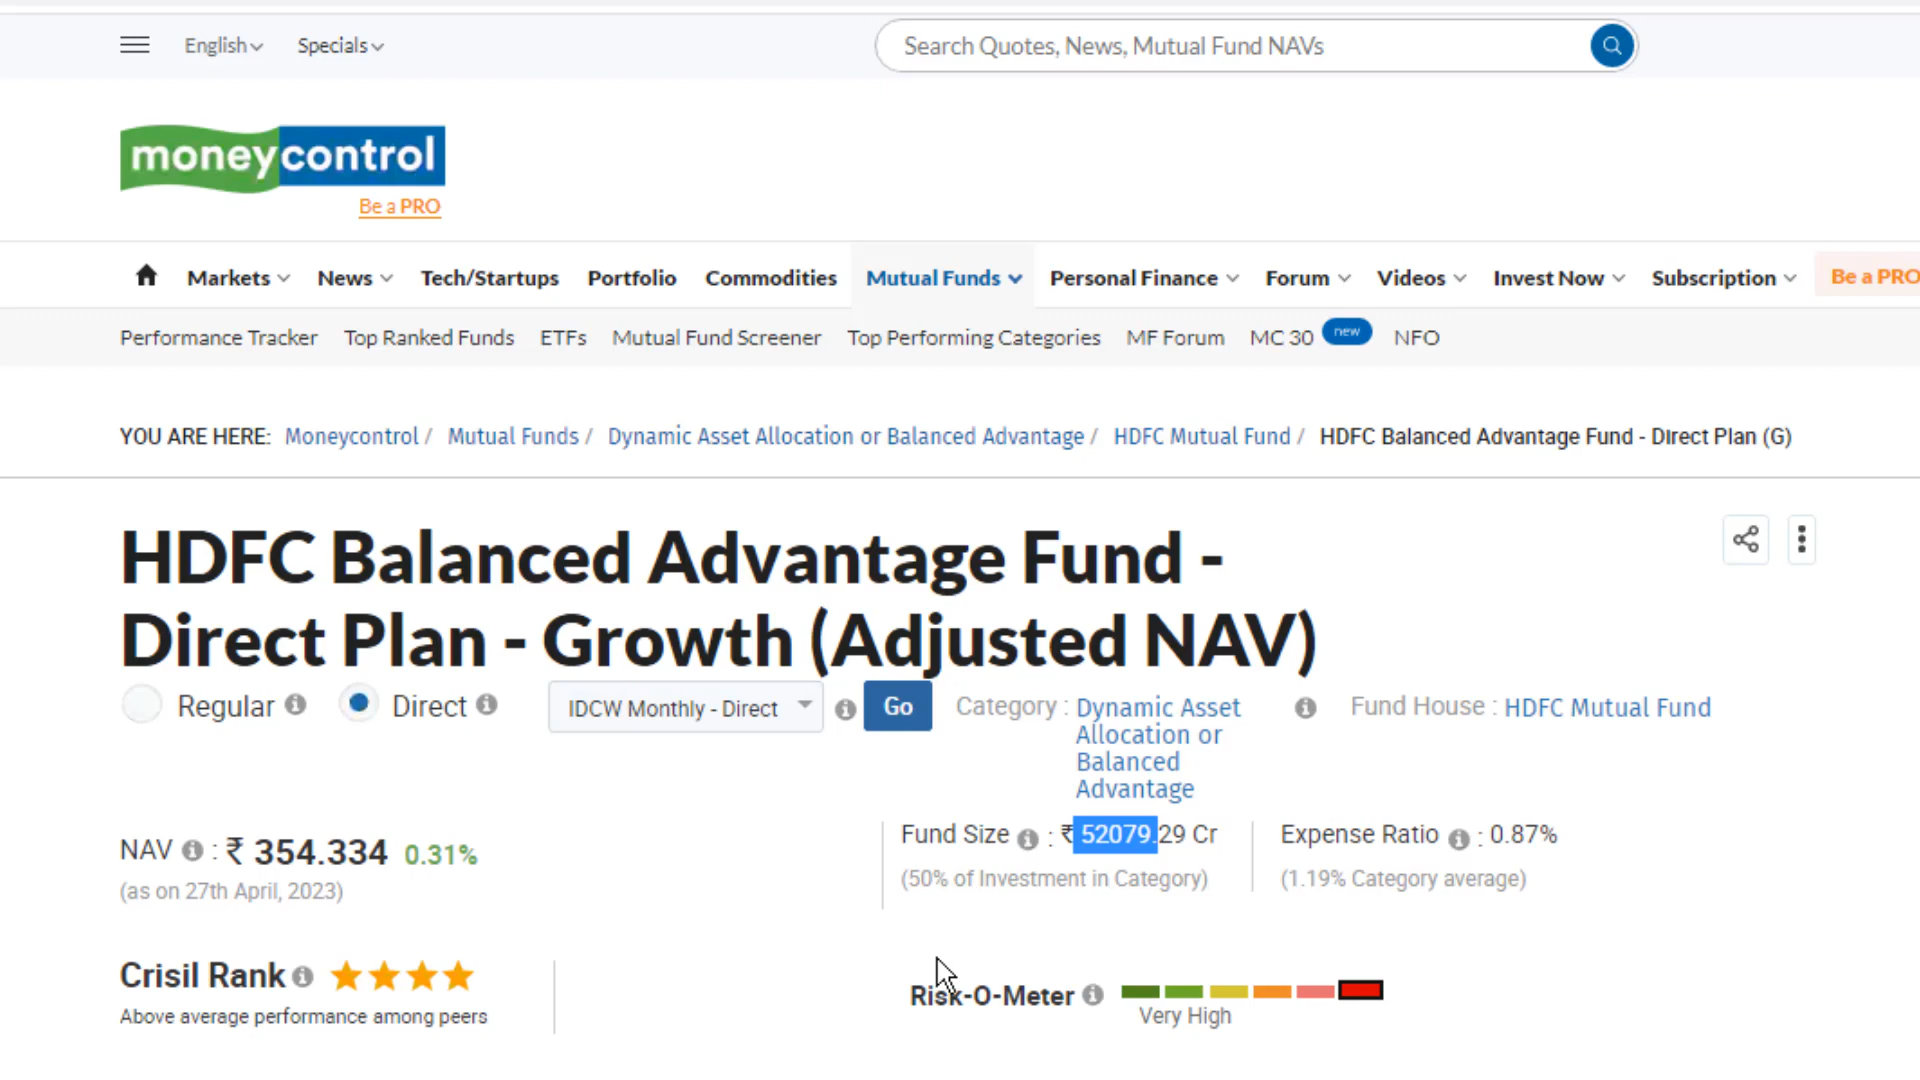 English Specials Search Quotes, News, Mutual Fund NAVs
moneycontrol
Be a PRO
Markets News Tech/Startups Portfolio Commodities Mutual Funds Personal Finance Forum Videos Invest Now Subscription Be a PRO
Performance Tracker Top Ranked Funds ETFs Mutual Fund Screener Top Performing Categories MF Forum MC 30 new NFO
YOU ARE HERE: Moneycontrol / Mutual Funds / Dynamic Asset Allocation or Balanced Advantage / HDFC Mutual Fund / HDFC Balanced Advantage Fund - Direct Plan (G)
HDFC Balanced Advantage Fund -
Direct Plan - Growth (Adjusted NAV)
Regular Direct IDCW Monthly - Direct Go Category : Dynamic Asset Fund House : HDFC Mutual Fund
Allocation or
Balanced
Advantage
NAV : ₹ 354.334 0.31%
(as on 27th April, 2023)
Fund Size : ₹ 52079.29 Cr
(50% of Investment in Category)
Expense Ratio : 0.87%
(1.19% Category average)
Crisil Rank
Above average performance among peers
Risk-O-Meter
Very High